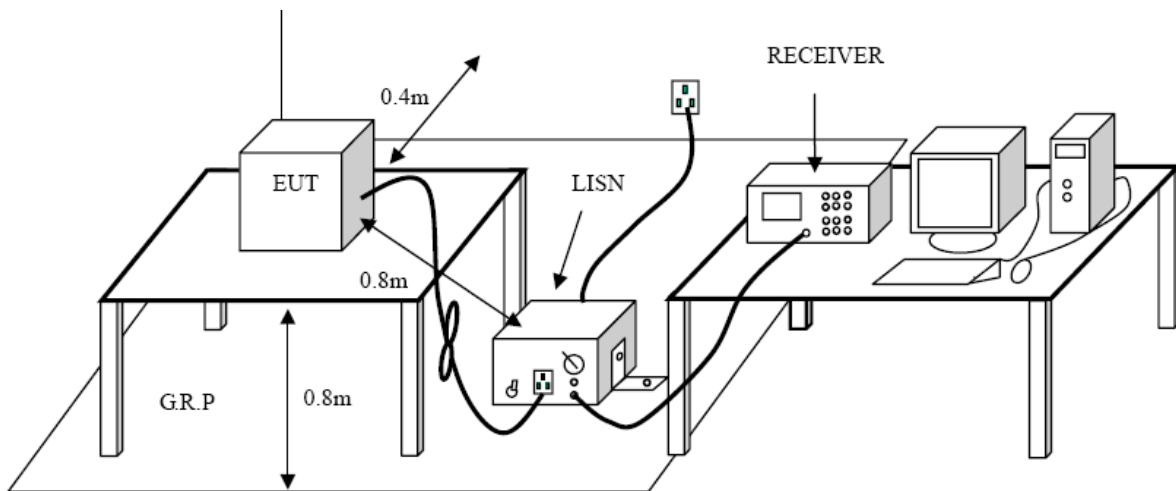 RECEIVER
0.4m
EUT
LISN
0.8m
G.R.P
0.8m